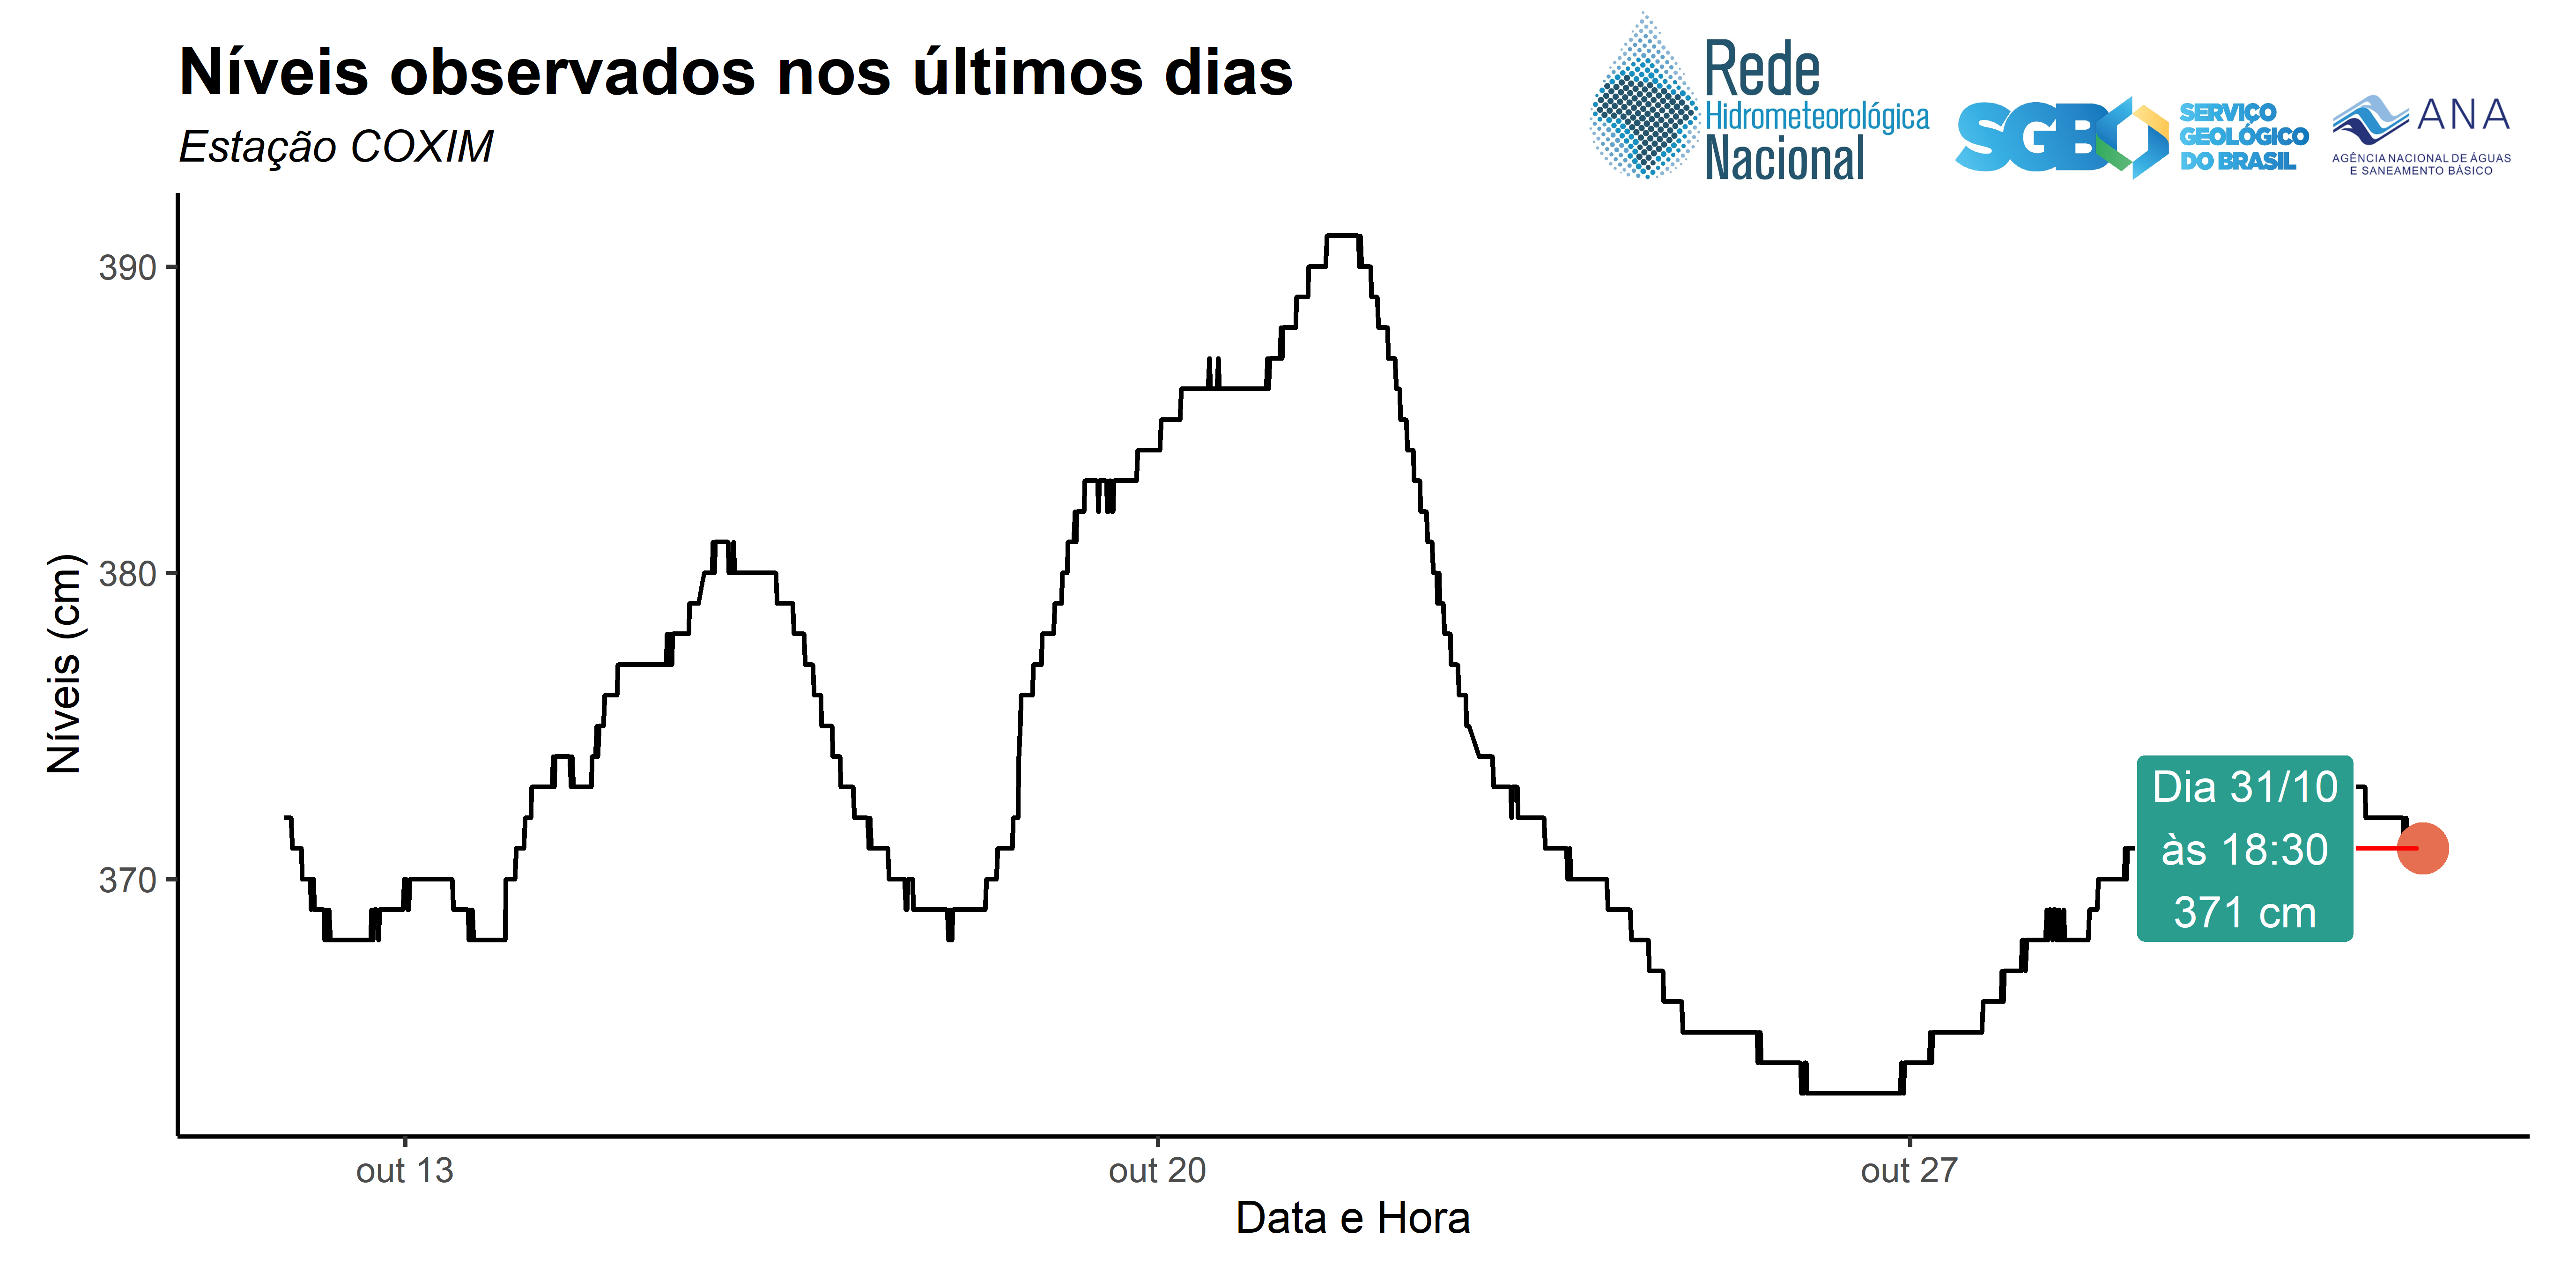 Níveis observados nos últimos dias
Estação COXIM
Rede
Hidrometeorológica
Nacional
SGB
SERVIÇO
GEOLÓGICO
DO BRASIL
ANA
AGÊNCIA NACIONAL DE ÁGUAS
E SANEAMENTO BÁSICO
Níveis (cm)
390
380
370
Dia 31/10
às 18:30
371 cm
out 13
out 20
out 27
Data e Hora